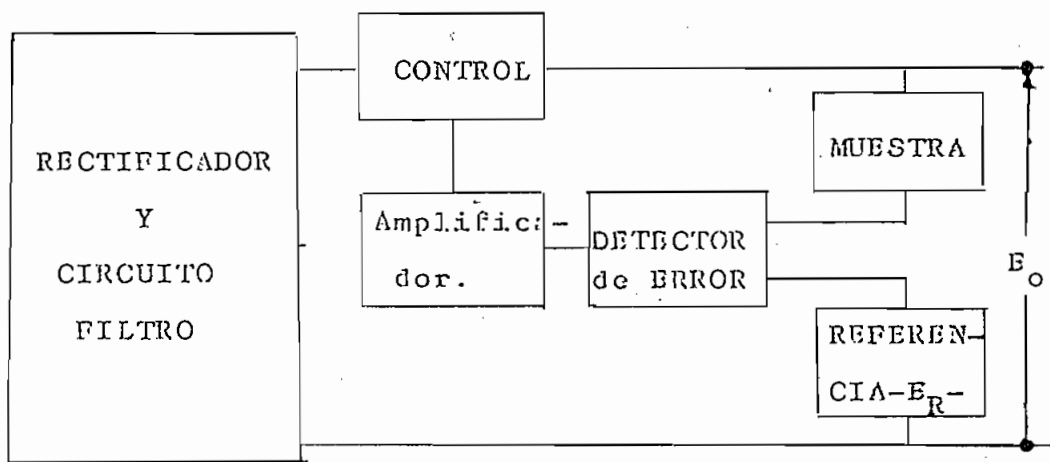 RECTIFICADOR
Y
CIRCUITO
FILTRO
CONTROL
Amplifica-
dor.
DETECTOR
de ERROR
MUESTRA
REFEREN-
CIA-E_R-
E_O